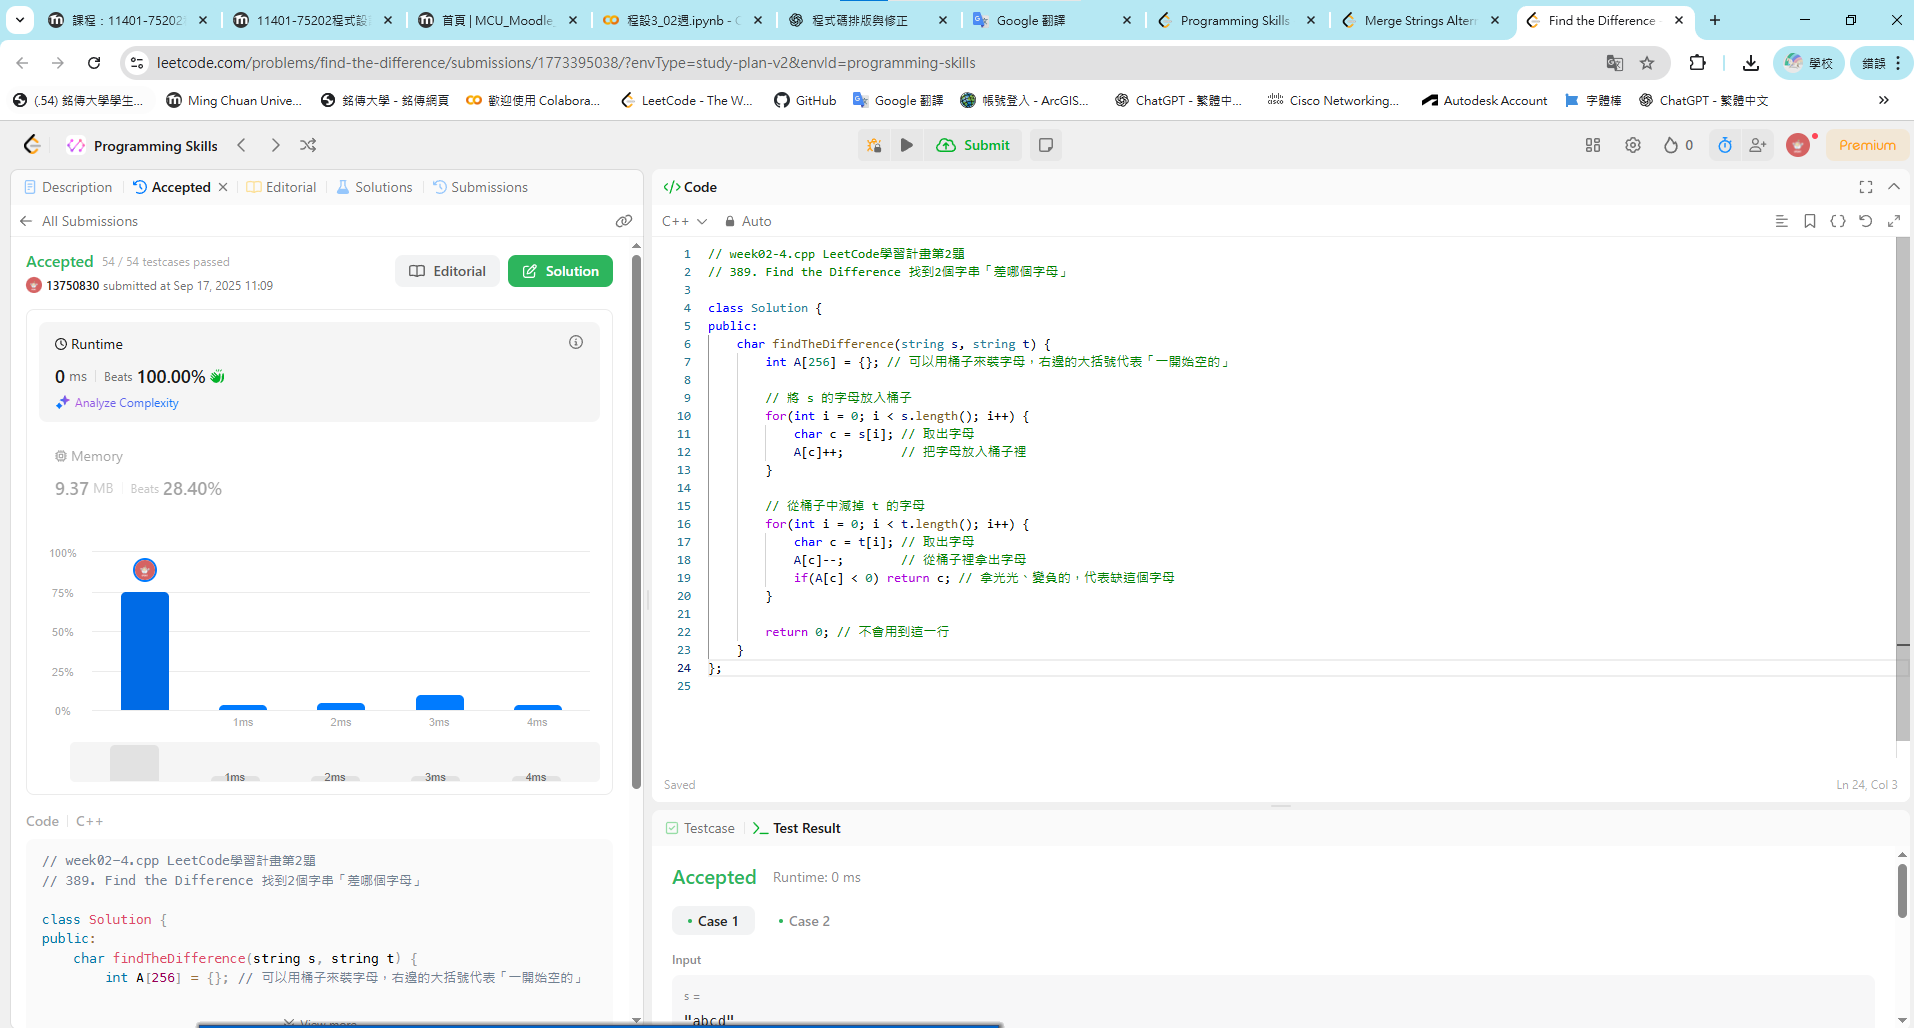 課程：11401-75202
11401-75202程式設
首頁 | MCU_Moodle
程設3_02週.ipynb - C
程式碼排版與修正
Google 翻譯
Programming Skills
Merge Strings Altern
Find the Difference
leetcode.com/problems/find-the-difference/submissions/1773395038/?envType=study-plan-v2&envId=programming-skills
學校
錯誤
(.54) 銘傳大學學生...
Ming Chuan Unive...
銘傳大學 - 銘傳網頁
歡迎使用 Colabora...
LeetCode - The W...
GitHub
Google 翻譯
帳號登入 - ArcGIS...
ChatGPT - 繁體中...
Cisco Networking...
Autodesk Account
字體棒
ChatGPT - 繁體中文
Programming Skills
Submit
0
Premium
Description
Accepted
Editorial
Solutions
Submissions
All Submissions
Accepted 54 / 54 testcases passed
13750830 submitted at Sep 17, 2025 11:09
Editorial
Solution
Runtime
0 ms | Beats 100.00%
Analyze Complexity
Memory
9.37 MB | Beats 28.40%
100%
75%
50%
25%
0%
1ms 2ms 3ms 4ms
1ms 2ms 3ms 4ms
Code | C++
// week02-4.cpp LeetCode學習計畫第2題
// 389. Find the Difference 找到2個字串「差哪個字母」
class Solution {
public:
char findTheDifference(string s, string t) {
int A[256] = {}; // 可以用桶子來裝字母，右邊的大括號代表「一開始空的」
View more
Code
C++
Auto
1 // week02-4.cpp LeetCode學習計畫第2題
2 // 389. Find the Difference 找到2個字串「差哪個字母」
3
4 class Solution {
5 public:
6 char findTheDifference(string s, string t) {
7 int A[256] = {}; // 可以用桶子來裝字母，右邊的大括號代表「一開始空的」
8
9 // 將 s 的字母放入桶子
10 for(int i = 0; i < s.length(); i++) {
11 char c = s[i]; // 取出字母
12 A[c]++; // 把字母放入桶子裡
13 }
14
15 // 從桶子中減掉 t 的字母
16 for(int i = 0; i < t.length(); i++) {
17 char c = t[i]; // 取出字母
18 A[c]--; // 從桶子裡拿出字母
19 if(A[c] < 0) return c; // 拿光光、變負的，代表缺這個字母
20 }
21
22 return 0; // 不會用到這一行
23 }
24 };
25
Saved
Ln 24, Col 3
Testcase
Test Result
Accepted Runtime: 0 ms
Case 1
Case 2
Input
s =
"abcd"